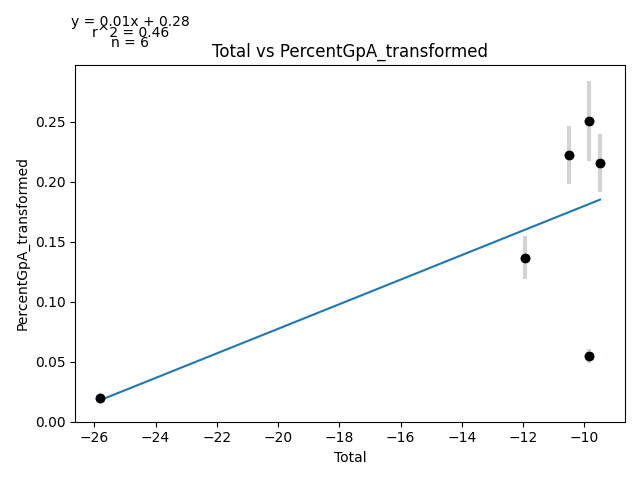 y = 0.01x + 0.28
r^2 = 0.46
n = 6
Total vs PercentGpA_transformed
PercentGpA_transformed
0.25
0.20
0.15
0.10
0.05
0.00
−26 −24 −22 −20 −18 −16 −14 −12 −10
Total